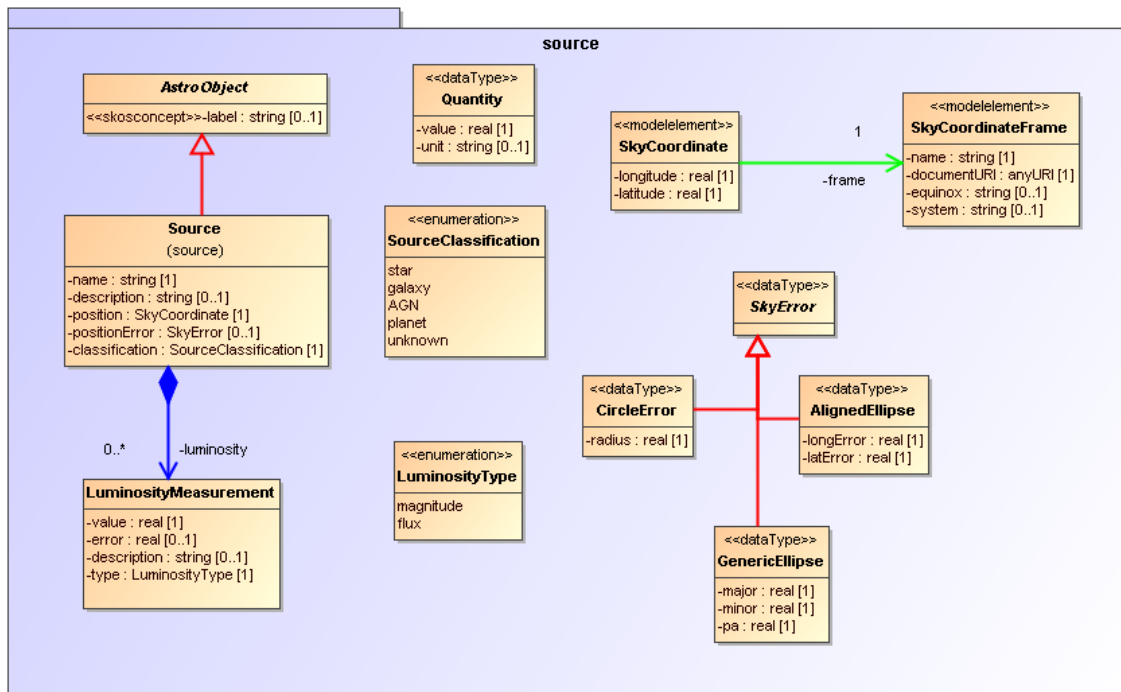 source
AstroObject
<<skosconcept>>-label : string [0..1]
Source
(source)
-name : string [1]
-description : string [0..1]
-position : SkyCoordinate [1]
-positionError : SkyError [0..1]
-classification : SourceClassification [1]
0..*
-luminosity
LuminosityMeasurement
-value : real [1]
-error : real [0..1]
-description : string [0..1]
-type : LuminosityType [1]
<<dataType>>
Quantity
-value : real [1]
-unit : string [0..1]
<<enumeration>>
SourceClassification
star
galaxy
AGN
planet
unknown
<<enumeration>>
LuminosityType
magnitude
flux
<<modelelement>>
SkyCoordinate
-longitude : real [1]
-latitude : real [1]
1
-frame
<<modelelement>>
SkyCoordinateFrame
-name : string [1]
-documentURI : anyURI [1]
-equinox : string [0..1]
-system : string [0..1]
<<dataType>>
SkyError
<<dataType>>
CircleError
-radius : real [1]
<<dataType>>
AlignedEllipse
-longError : real [1]
-latError : real [1]
<<dataType>>
GenericEllipse
-major : real [1]
-minor : real [1]
-pa : real [1]